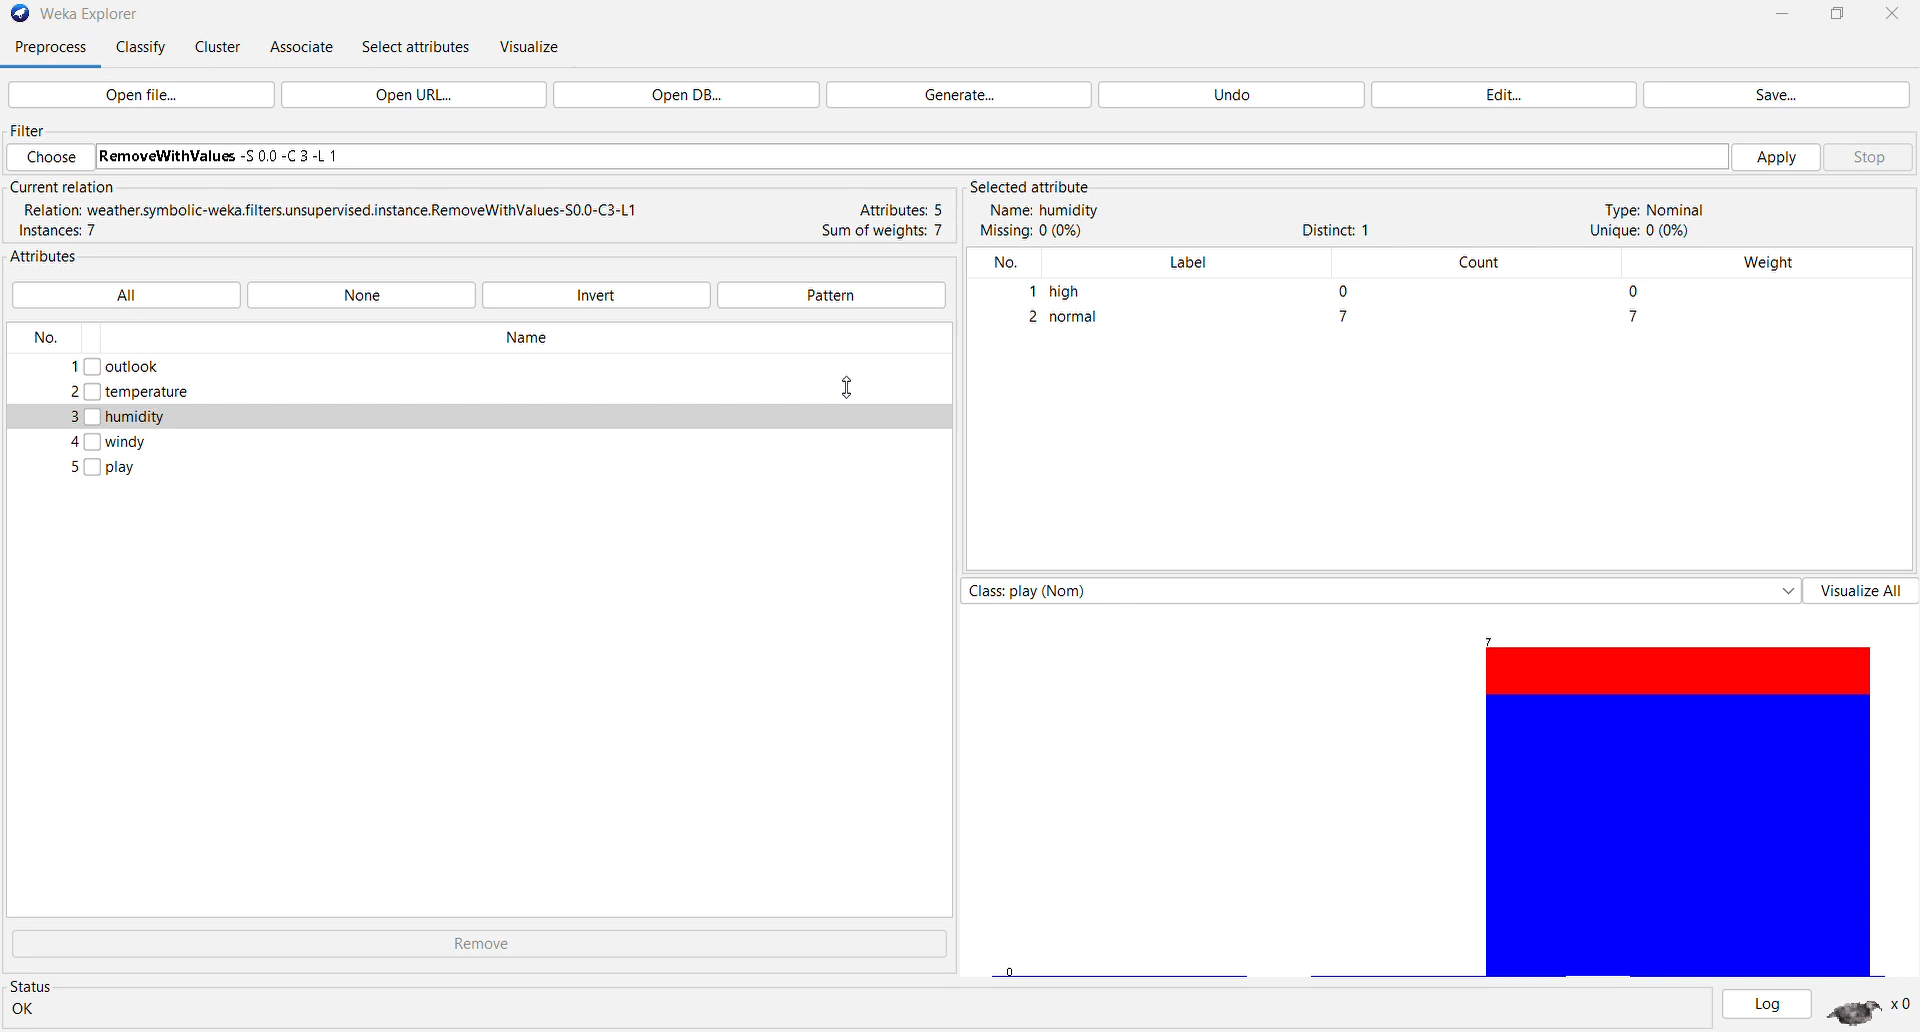 Weka Explorer
Preprocess Classify Cluster Associate Select attributes Visualize
Open file... Open URL... Open DB... Generate... Undo Edit... Save...
Filter
Choose RemoveWithValues -S 0.0 -C 3 -L 1 Apply Stop
Current relation
Relation: weather.symbolic-weka.filters.unsupervised.instance.RemoveWithValues-S0.0-C3-L1 Attributes: 5
Instances: 7 Sum of weights: 7
Attributes
All None Invert Pattern
No. Name
1 outlook
2 temperature
3 humidity
4 windy
5 play
Remove
Selected attribute
Name: humidity Type: Nominal
Missing: 0 (0%) Distinct: 1 Unique: 0 (0%)
No. Label Count Weight
1 high 0 0
2 normal 7 7
Class: play (Nom) Visualize All
7
0
Status
OK
Log x 0